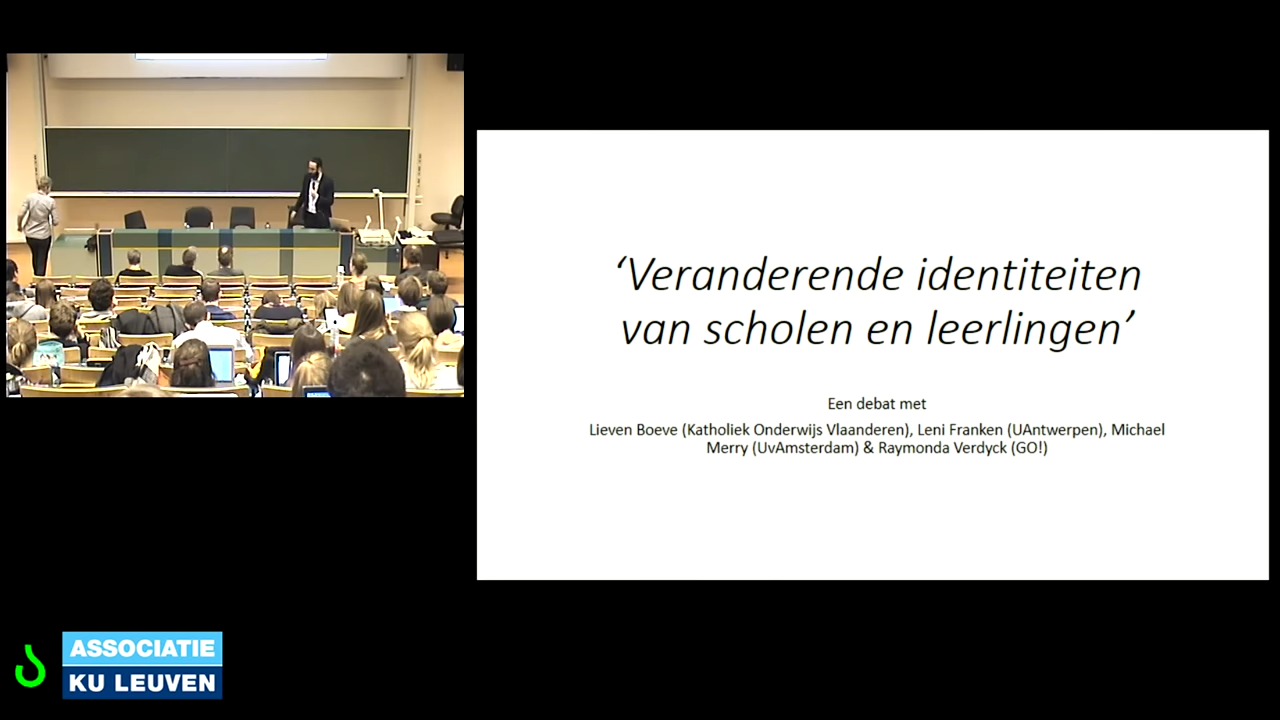 ‘Veranderende identiteiten
van scholen en leerlingen’
Een debat met
Lieven Boeve (Katholiek Onderwijs Vlaanderen), Leni Franken (UAntwerpen), Michael
Merry (UvAmsterdam) & Raymonda Verdyck (GO!)
ASSOCIATIE
KU LEUVEN